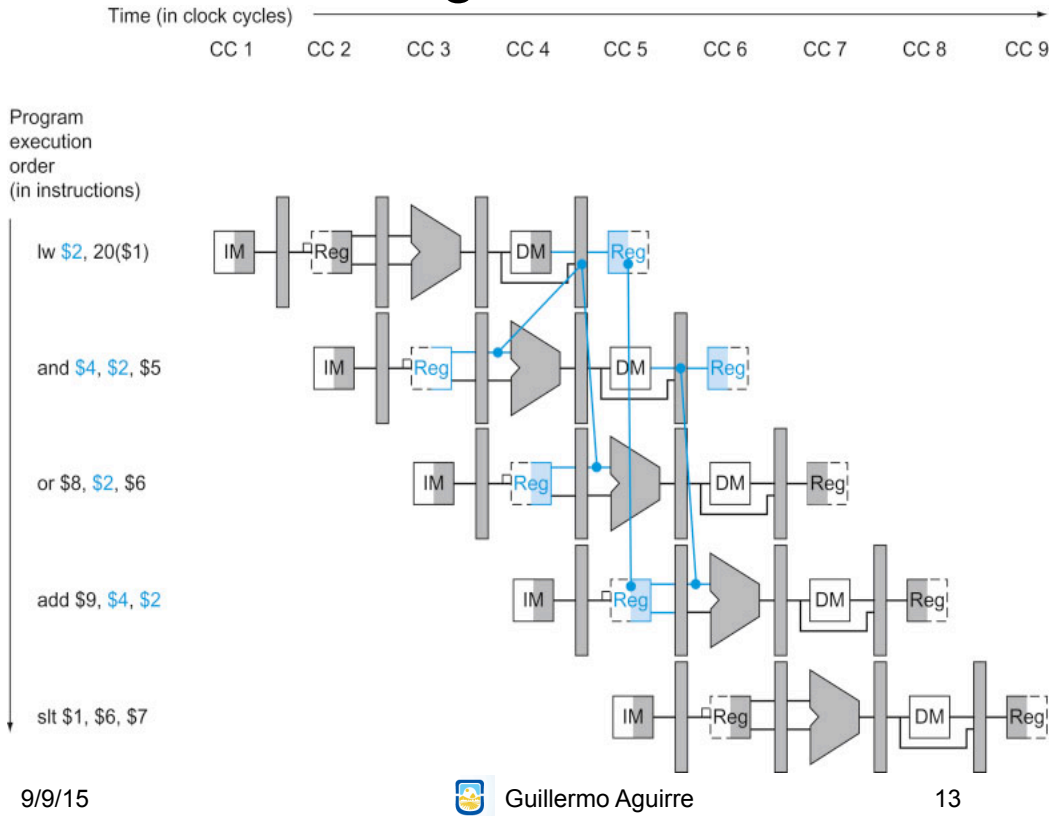 Time (in clock cycles)
CC 1 CC 2 CC 3 CC 4 CC 5 CC 6 CC 7 CC 8 CC 9
Program
execution
order
(in instructions)
lw $2, 20($1)
IM Reg DM Reg
and $4, $2, $5
IM Reg DM Reg
or $8, $2, $6
IM Reg DM Reg
add $9, $4, $2
IM Reg DM Reg
slt $1, $6, $7
IM Reg DM Reg
9/9/15 Guillermo Aguirre 13